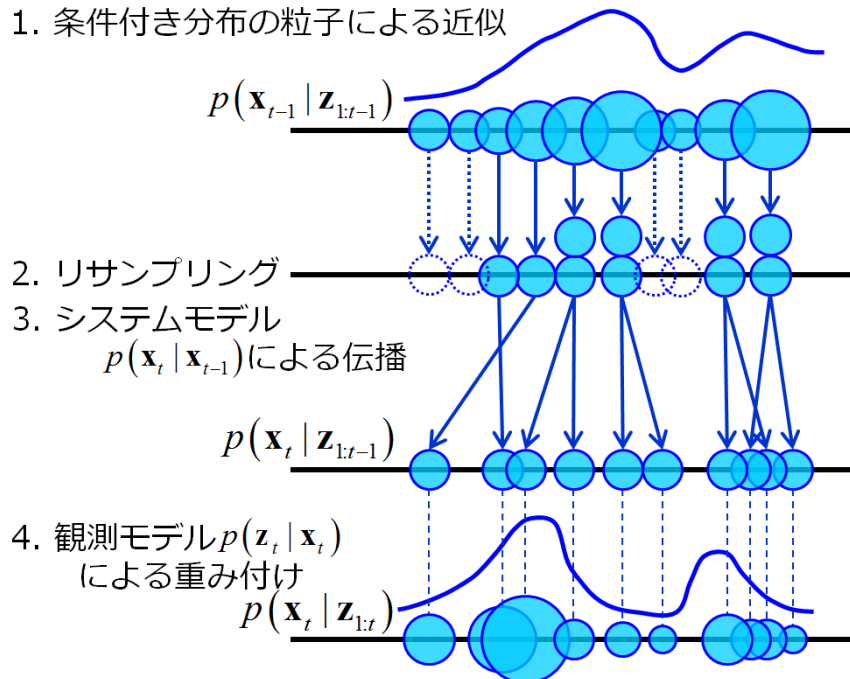 1. 条件付き分布の粒子による近似
p(x_{t−1} | z_{1:t−1})
2. リサンプリング
3. システムモデル
p(x_t | x_{t−1})による伝播
p(x_t | z_{1:t−1})
4. 観測モデルp(z_t | x_t)
による重み付け
p(x_t | z_{1:t})